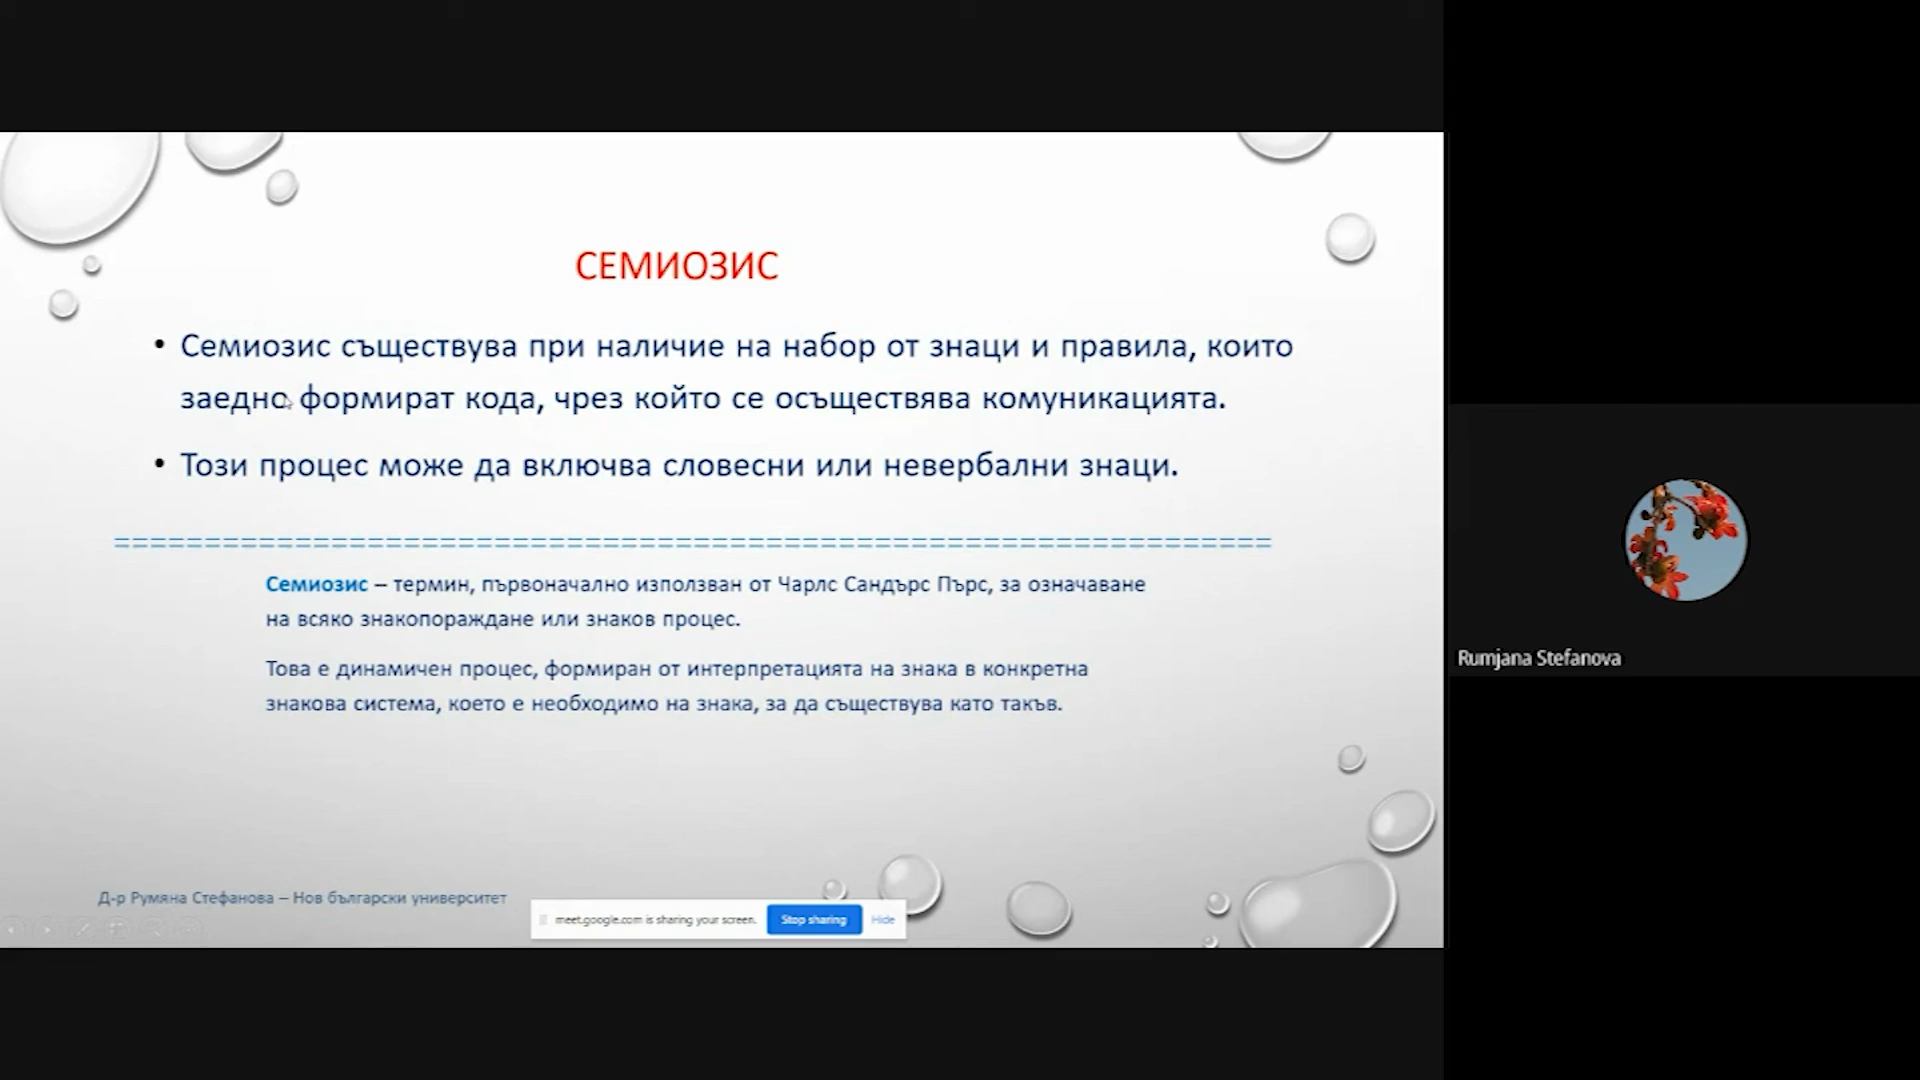 СЕМИОЗИС
• Семиозис съществува при наличие на набор от знаци и правила, които
заедно формират кода, чрез който се осъществява комуникацията.
• Този процес може да включва словесни или невербални знаци.
================================================================
Семиозис – термин, първоначално използван от Чарлс Сандърс Пърс, за означаване
на всяко знакопораждане или знаков процес.
Това е динамичен процес, формиран от интерпретацията на знака в конкретна
знакова система, което е необходимо на знака, за да съществува като такъв.
Д-р Румяна Стефанова – Нов български университет
meet.google.com is sharing your screen. Stop sharing Hide
Rumjana Stefanova